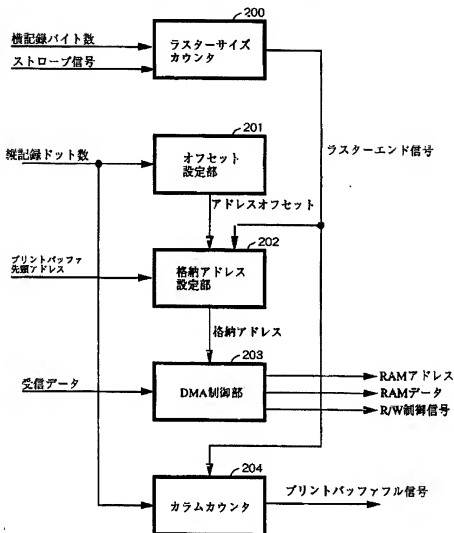 200
横記録バイト数
ストローブ信号
ラスターサイズ
カウンタ
201
縦記録ドット数
オフセット
設定部
ラスターエンド信号
アドレスオフセット
202
プリントバッファ
先頭アドレス
格納アドレス
設定部
格納アドレス
203
受信データ
DMA制御部
RAMアドレス
RAMデータ
R/W制御信号
204
カラムカウンタ
プリントバッファフル信号